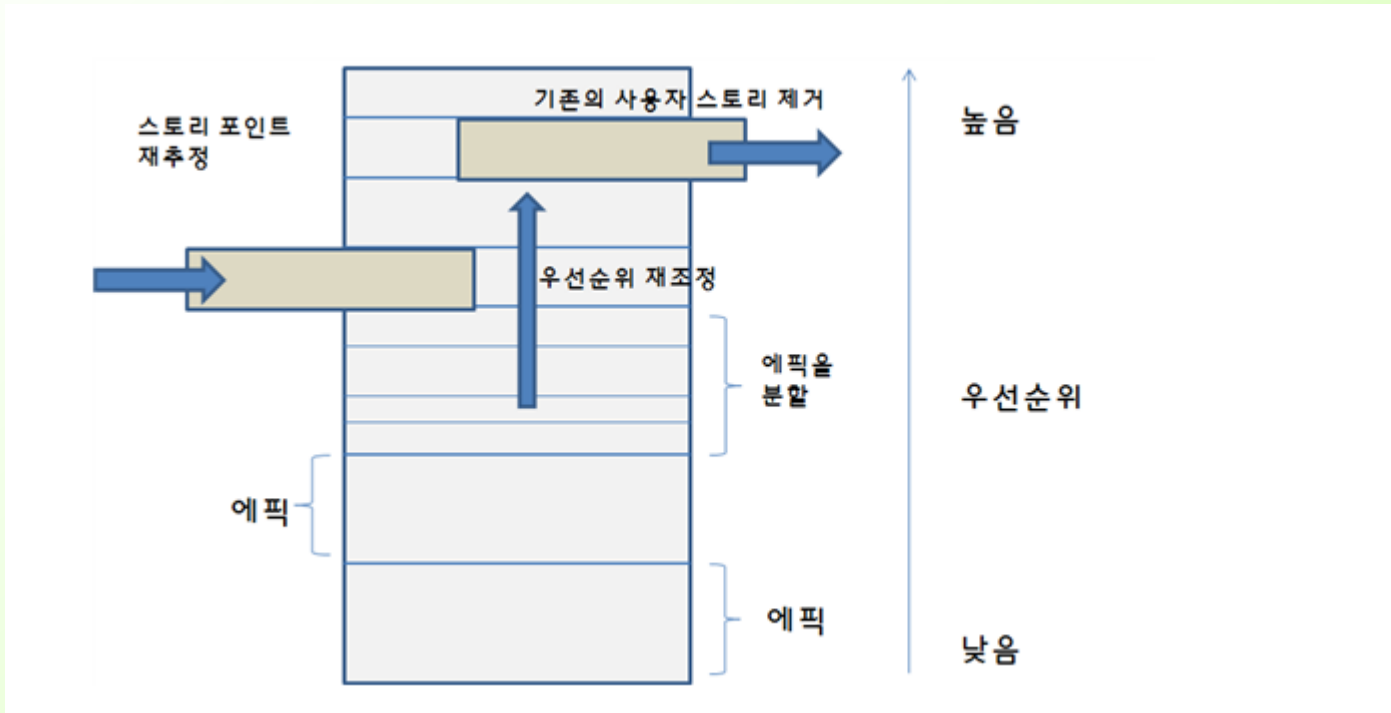 기존의 사용자 스토리 제거
높음
스토리 포인트
재추정
우선순위 재조정
에픽을
분할
우선순위
에픽
에픽
낮음